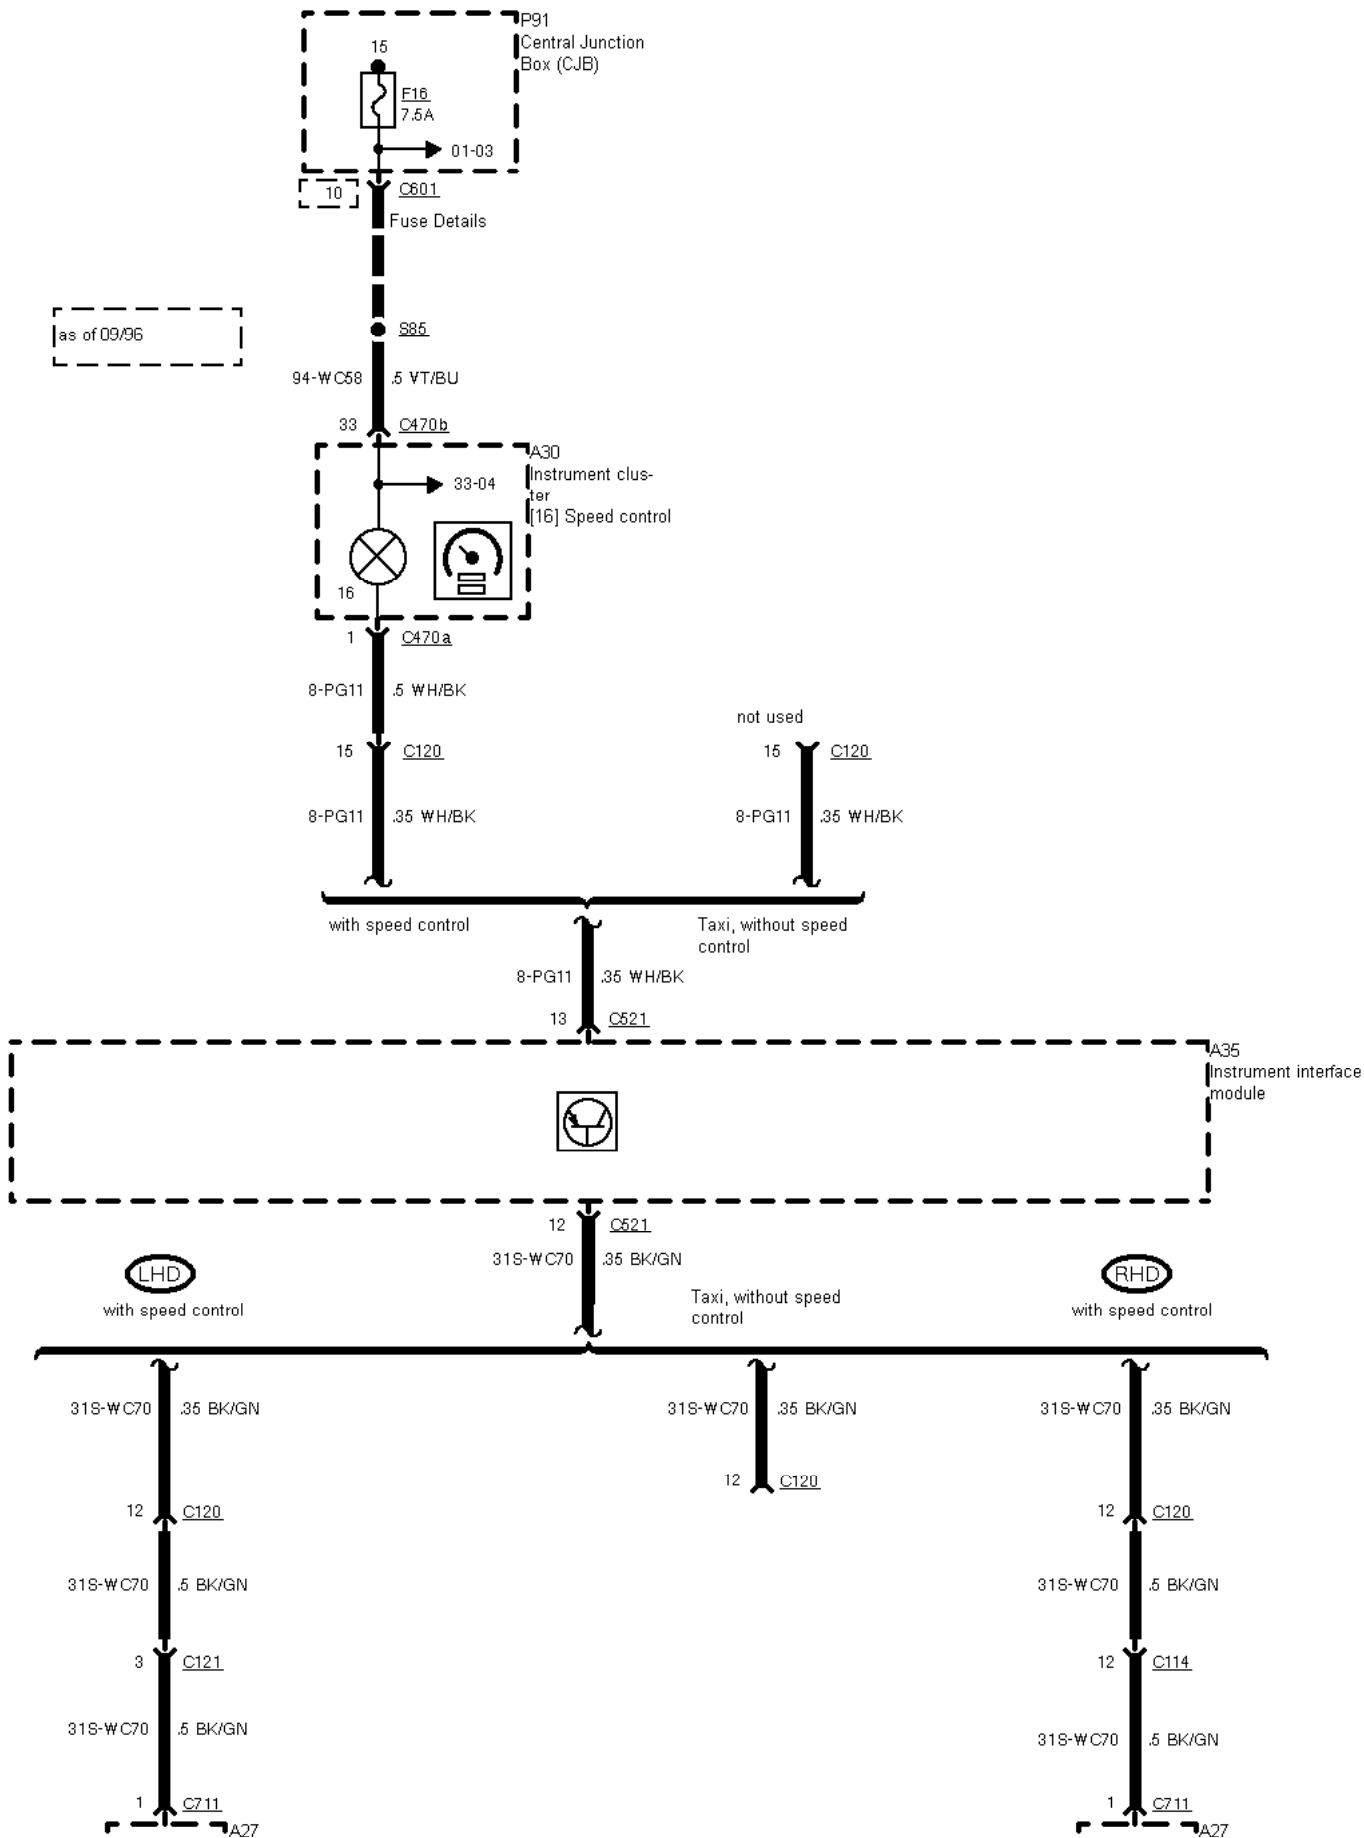 P91
Central Junction
Box (CJB)
15
F16
7.5A
01-03
10 C601
Fuse Details
as of 09/96
S85
94-WC58 .5 VT/BU
33 C470b
A30
Instrument clus-
ter
[16] Speed control
33-04
16
1 C470a
8-PG11 .5 WH/BK
not used
15 C120 15 C120
8-PG11 .35 WH/BK 8-PG11 .35 WH/BK
with speed control Taxi, without speed
control
8-PG11 .35 WH/BK
13 C521
A35
Instrument interface
module
12 C521
31S-WC70 .35 BK/GN
LHD RHD
with speed control Taxi, without speed
control with speed control
31S-WC70 .35 BK/GN 31S-WC70 .35 BK/GN 31S-WC70 .35 BK/GN
12 C120
12 C120 12 C120
31S-WC70 .5 BK/GN 31S-WC70 .5 BK/GN
3 C121 12 C114
31S-WC70 .5 BK/GN 31S-WC70 .5 BK/GN
1 C711 1 C711
A27 A27